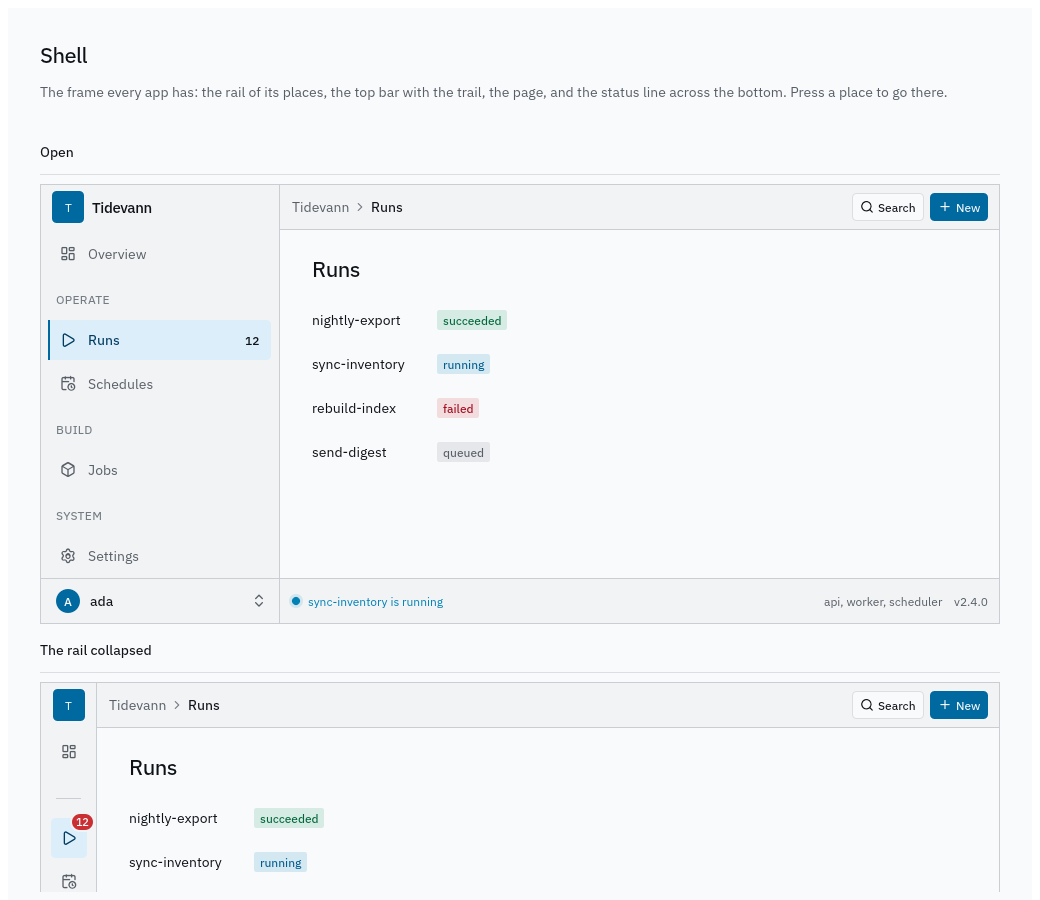 Shell
The frame every app has: the rail of its places, the top bar with the trail, the page, and the status line across the bottom. Press a place to go there.
Open
T Tidevann
Tidevann > Runs
Search
+ New
Overview
OPERATE
Runs 12
Schedules
BUILD
Jobs
SYSTEM
Settings
A ada
Runs
nightly-export succeeded
sync-inventory running
rebuild-index failed
send-digest queued
sync-inventory is running
api, worker, scheduler v2.4.0
The rail collapsed
T
Tidevann > Runs
Search
+ New
12
Runs
nightly-export succeeded
sync-inventory running